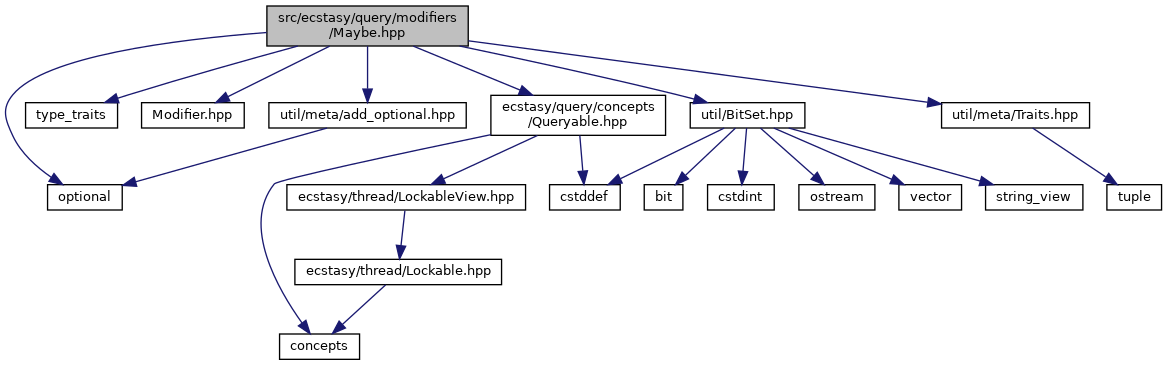 src/ecstasy/query/modifiers
/Maybe.hpp
type_traits
Modifier.hpp
util/meta/add_optional.hpp
ecstasy/query/concepts
/Queryable.hpp
util/BitSet.hpp
util/meta/Traits.hpp
optional
ecstasy/thread/LockableView.hpp
cstddef
bit
cstdint
ostream
vector
string_view
tuple
ecstasy/thread/Lockable.hpp
concepts